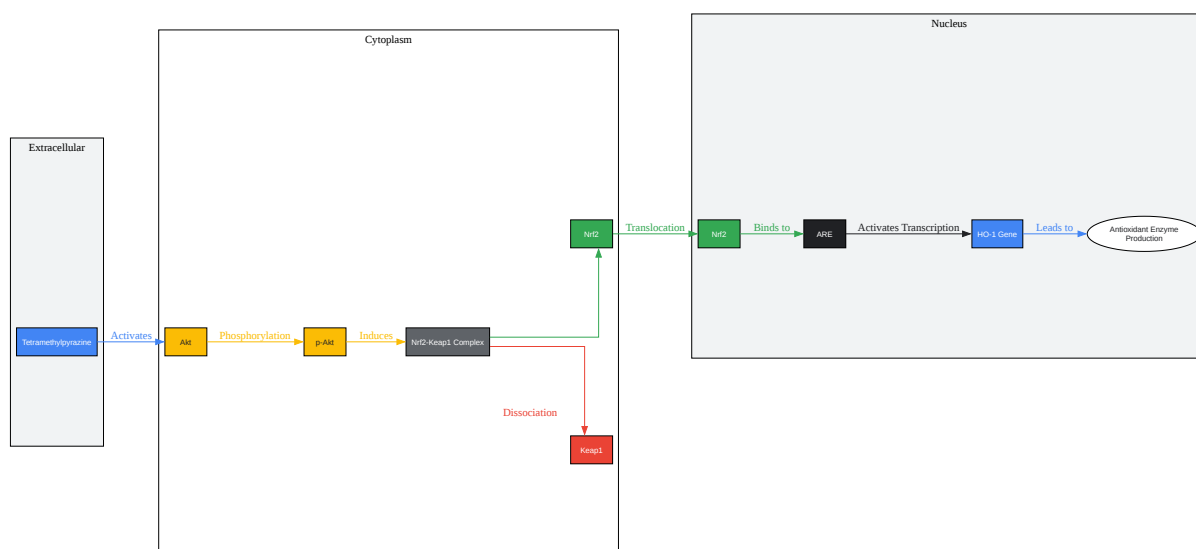 Nucleus
Cytoplasm
Extracellular
Nrf2
Translocation
Nrf2
Binds to
ARE
Activates Transcription
HO-1 Gene
Leads to
Antioxidant Enzyme
Production
Tetramethylpyrazine
Activates
Akt
Phosphorylation
p-Akt
Induces
Nrf2-Keap1 Complex
Dissociation
Keap1